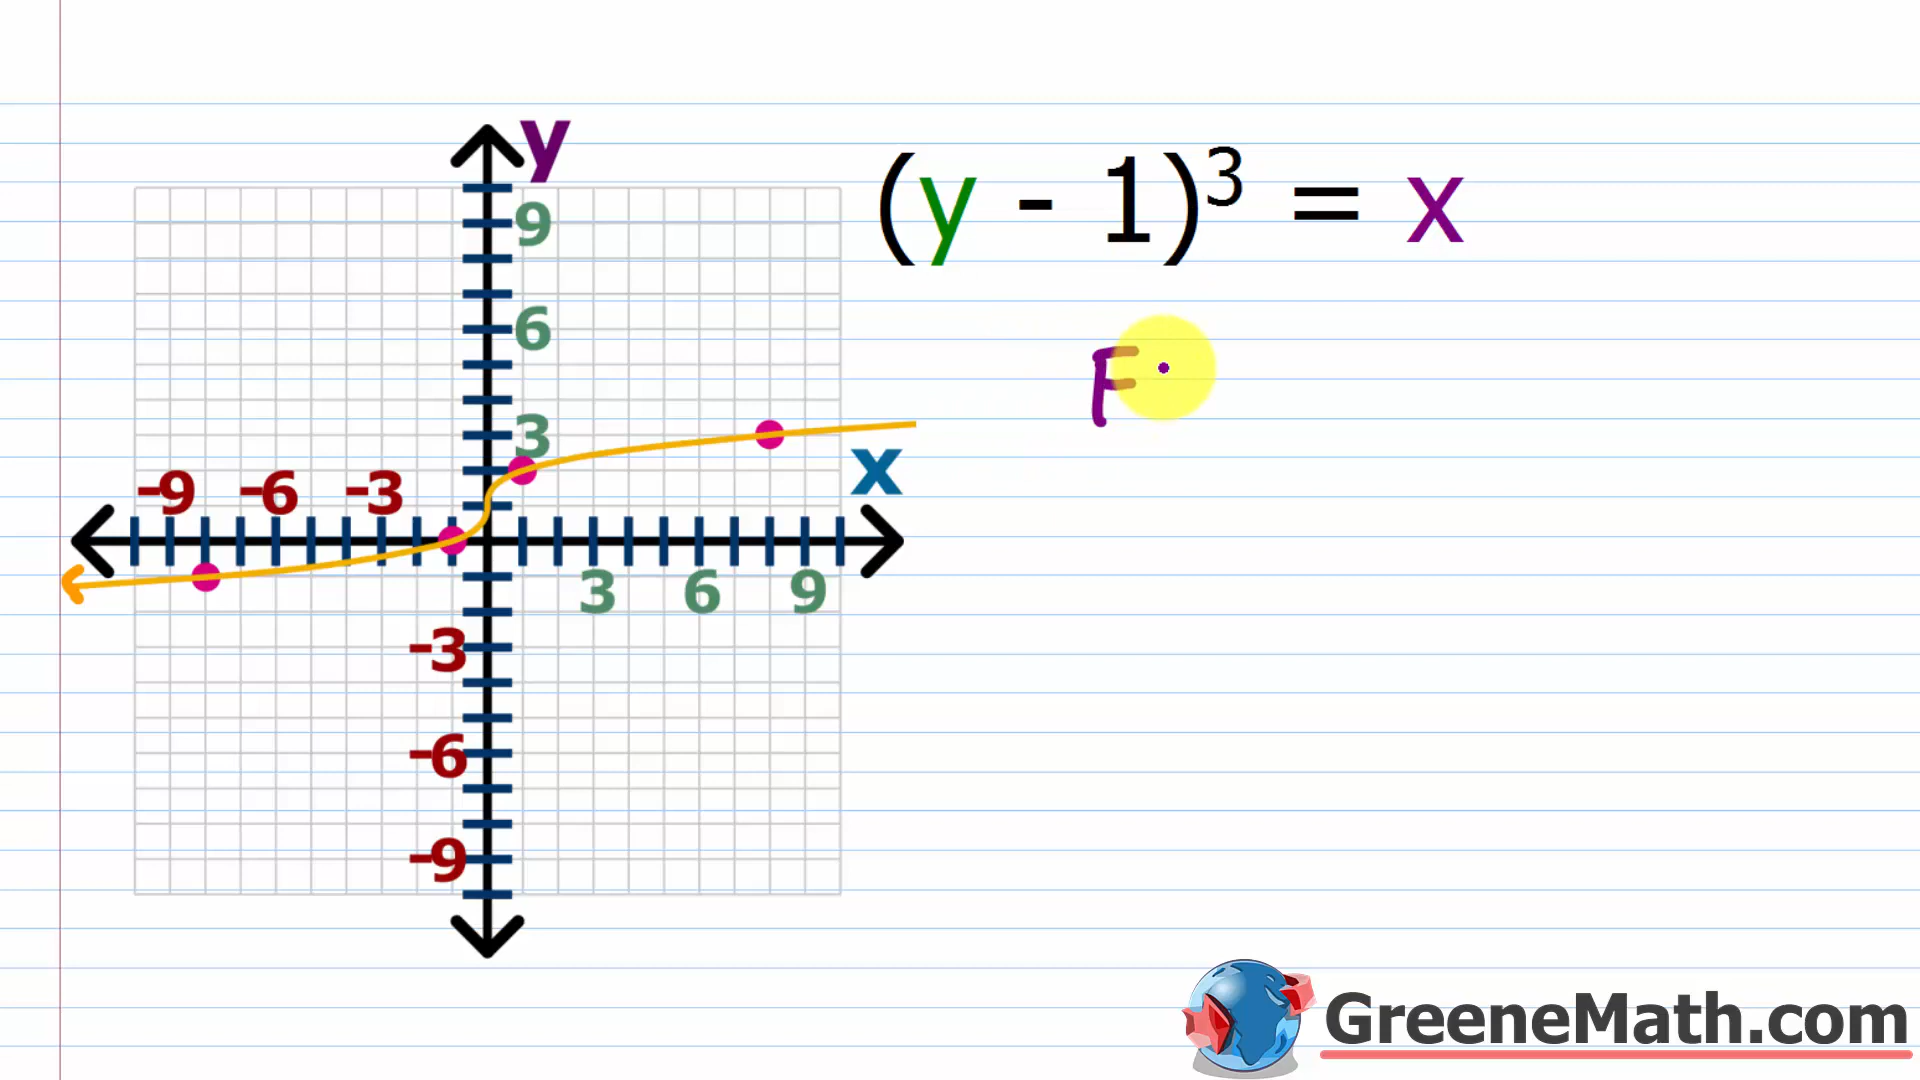 y
(y - 1)³ = x
9
6
F
3
x
-9 -6 -3
3 6 9
-3
-6
-9
GreeneMath.com